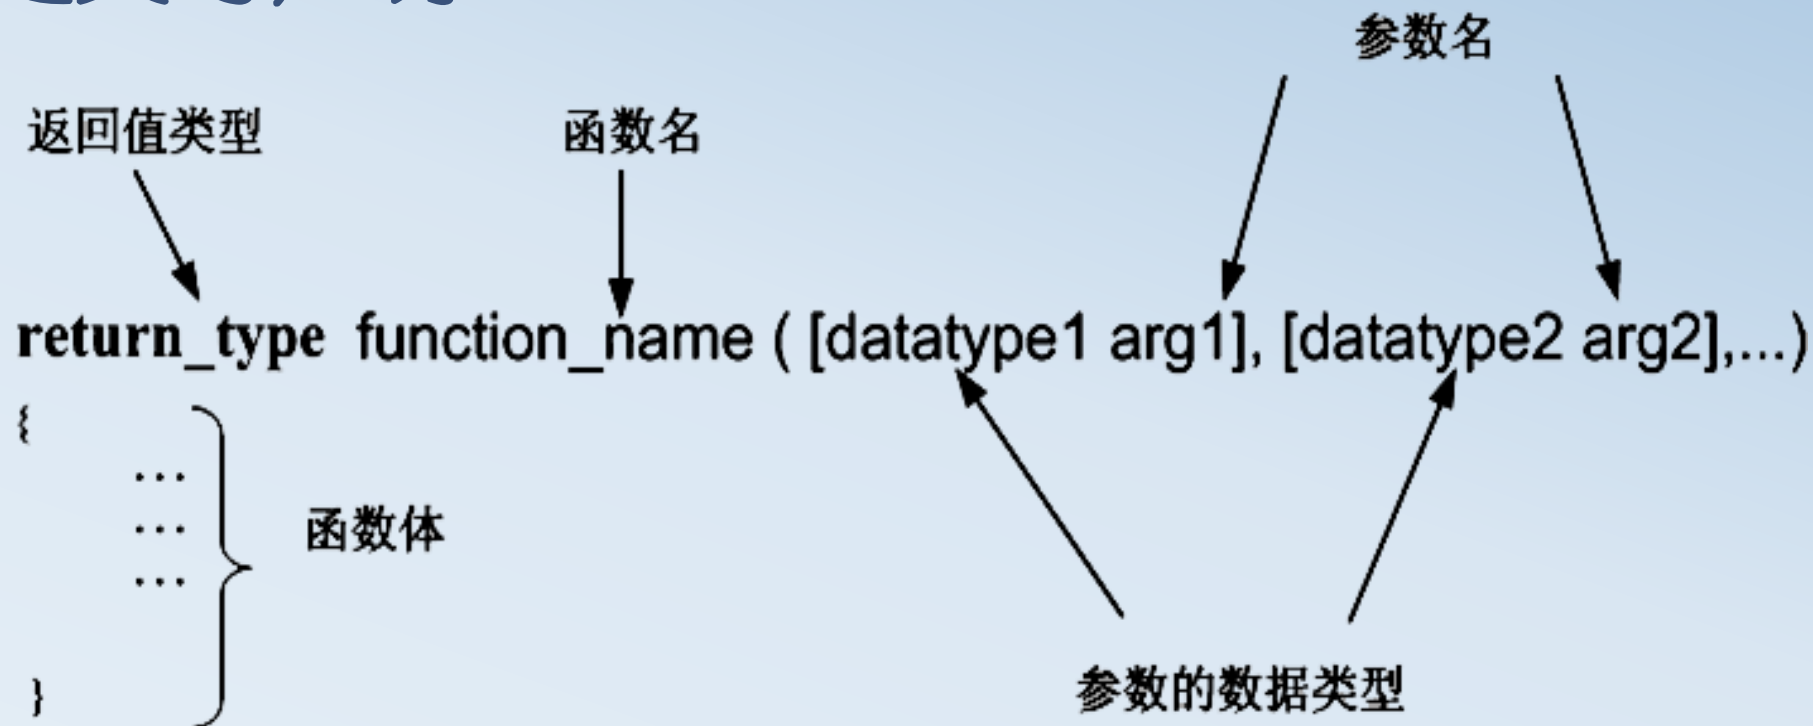 参数名
返回值类型
函数名
return_type function_name ( [datatype1 arg1], [datatype2 arg2],...)
{
...
...
函数体
...
}
参数的数据类型